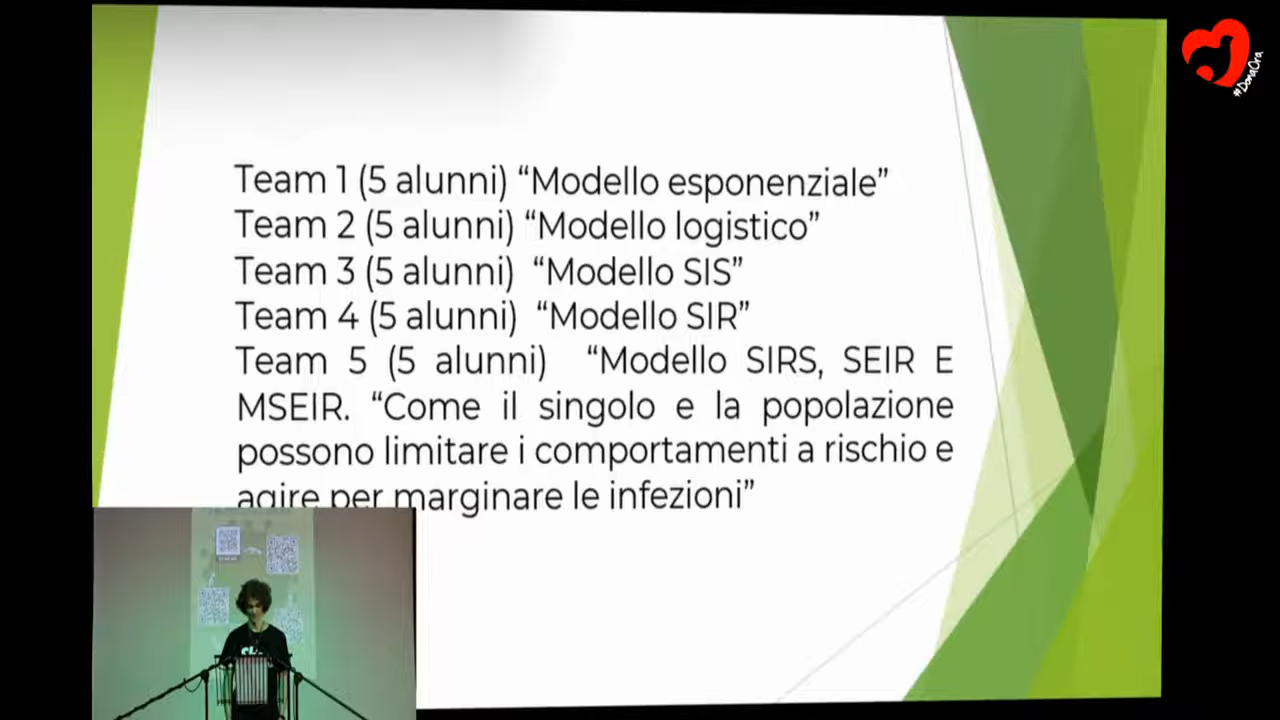 Team 1 (5 alunni) “Modello esponenziale”
Team 2 (5 alunni) “Modello logistico”
Team 3 (5 alunni) “Modello SIS”
Team 4 (5 alunni) “Modello SIR”
Team 5 (5 alunni) “Modello SIRS, SEIR E
MSEIR. “Come il singolo e la popolazione
possono limitare i comportamenti a rischio e
agire per marginare le infezioni”
#DonaOra